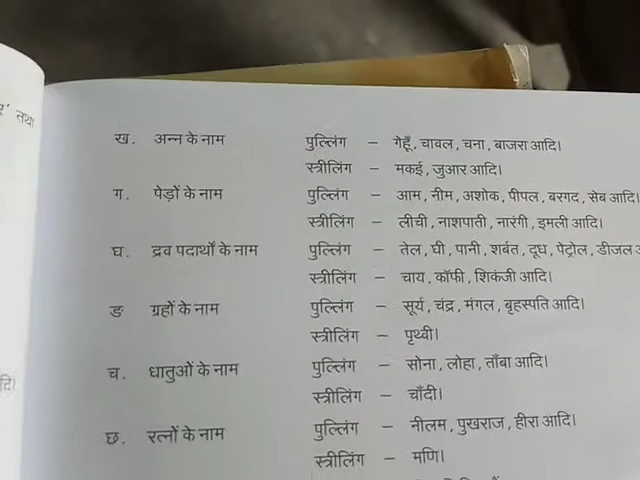 तथा
ख. अन्न के नाम पुल्लिंग – गेहूँ, चावल, चना, बाजरा आदि।
स्त्रीलिंग – मकई, जुआर आदि।
ग. पेड़ों के नाम पुल्लिंग – आम, नीम, अशोक, पीपल, बरगद, सेब आदि।
स्त्रीलिंग – लीची, नाशपाती, नारंगी, इमली आदि।
घ. द्रव पदार्थों के नाम पुल्लिंग – तेल, घी, पानी, शर्बत, दूध, पेट्रोल, डीजल
स्त्रीलिंग – चाय, कॉफी, शिकंजी आदि।
ङ ग्रहों के नाम पुल्लिंग – सूर्य, चंद्र, मंगल, बृहस्पति आदि।
स्त्रीलिंग – पृथ्वी।
च. धातुओं के नाम पुल्लिंग – सोना, लोहा, ताँबा आदि।
स्त्रीलिंग – चाँदी।
छ. रत्नों के नाम पुल्लिंग – नीलम, पुखराज, हीरा आदि।
स्त्रीलिंग – मणि।